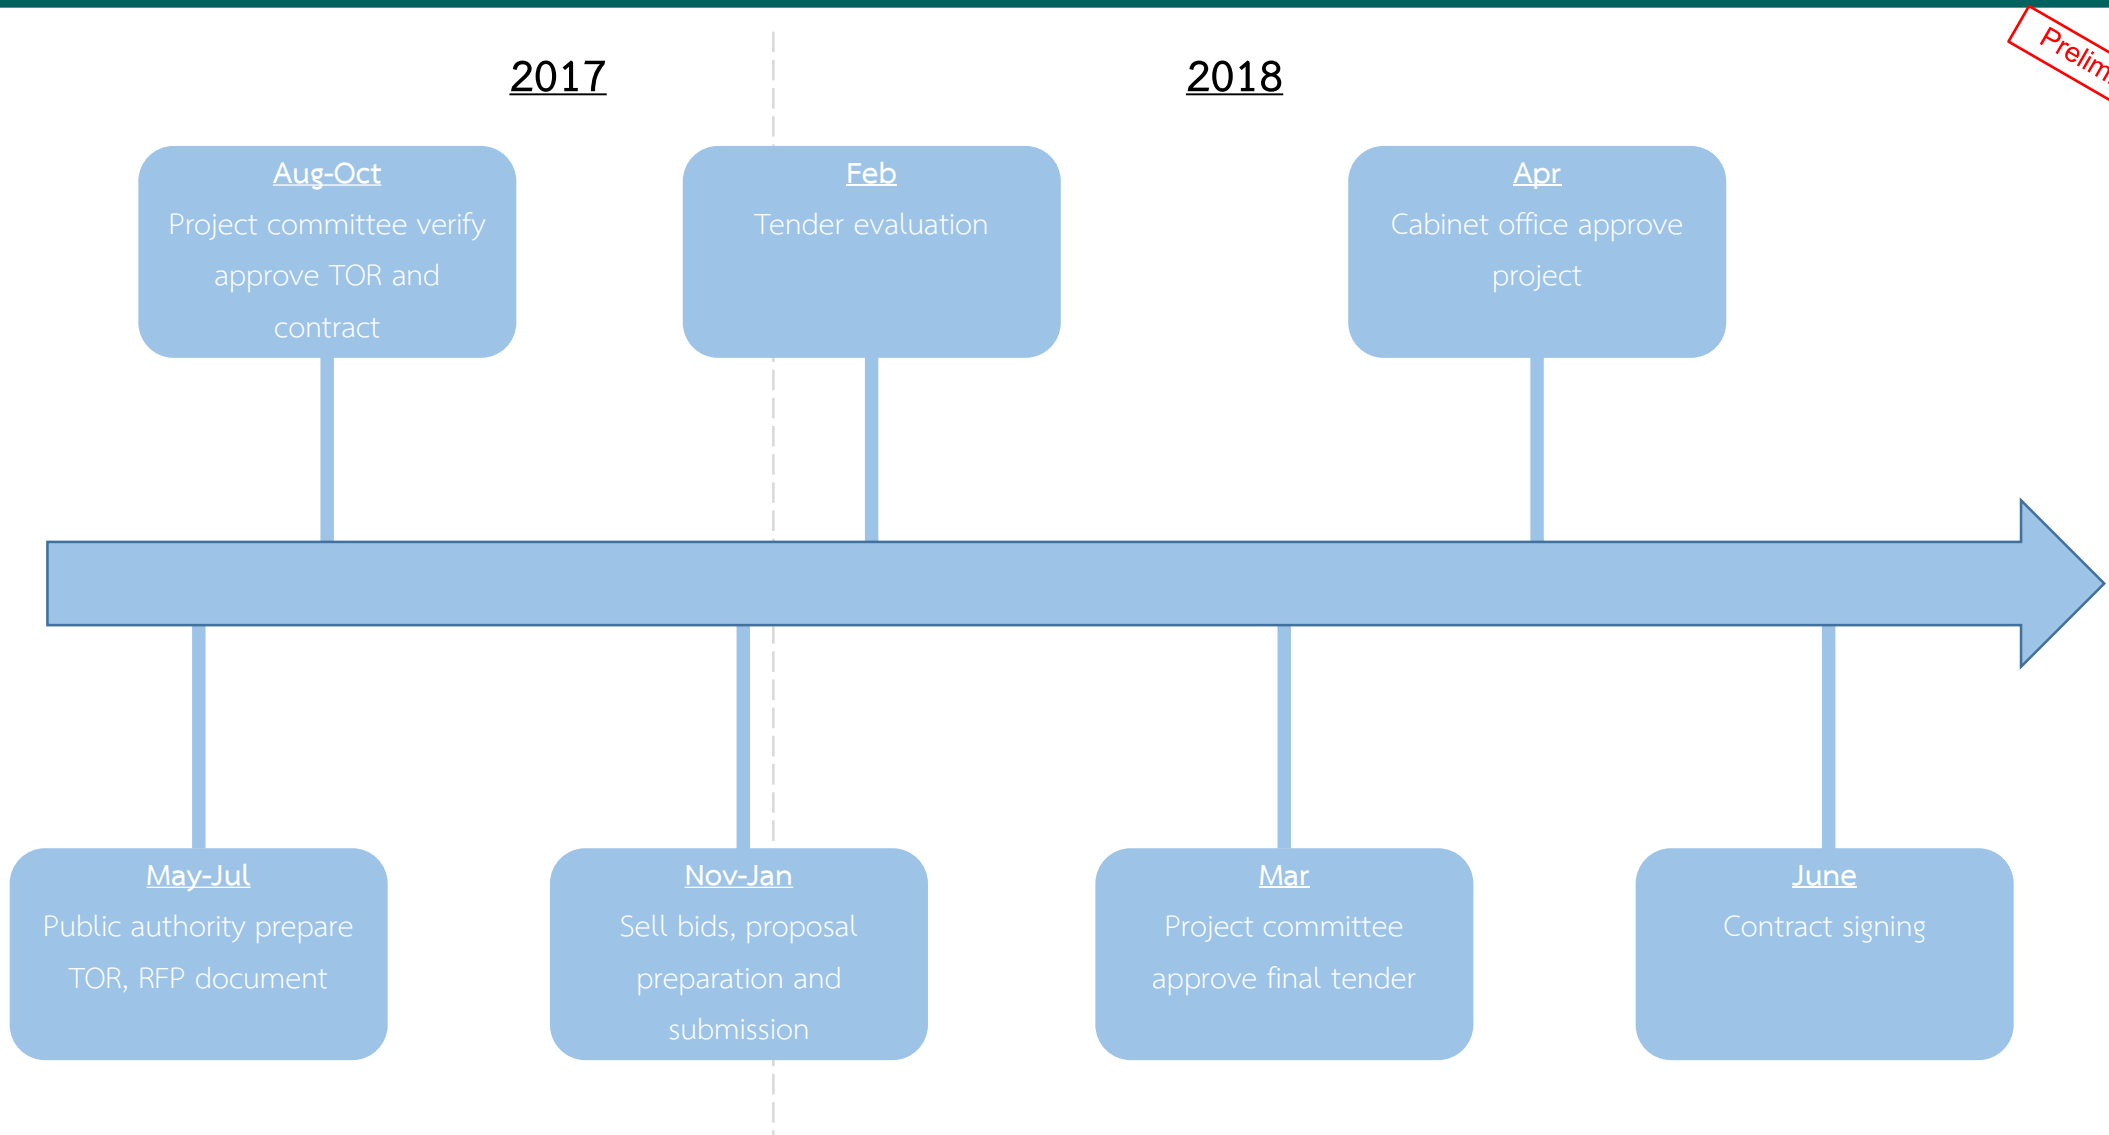 2017
2018
Aug-Oct
Project committee verify
approve TOR and
contract
Feb
Tender evaluation
Apr
Cabinet office approve
project
May-Jul
Public authority prepare
TOR, RFP document
Nov-Jan
Sell bids, proposal
preparation and
submission
Mar
Project committee
approve final tender
June
Contract signing